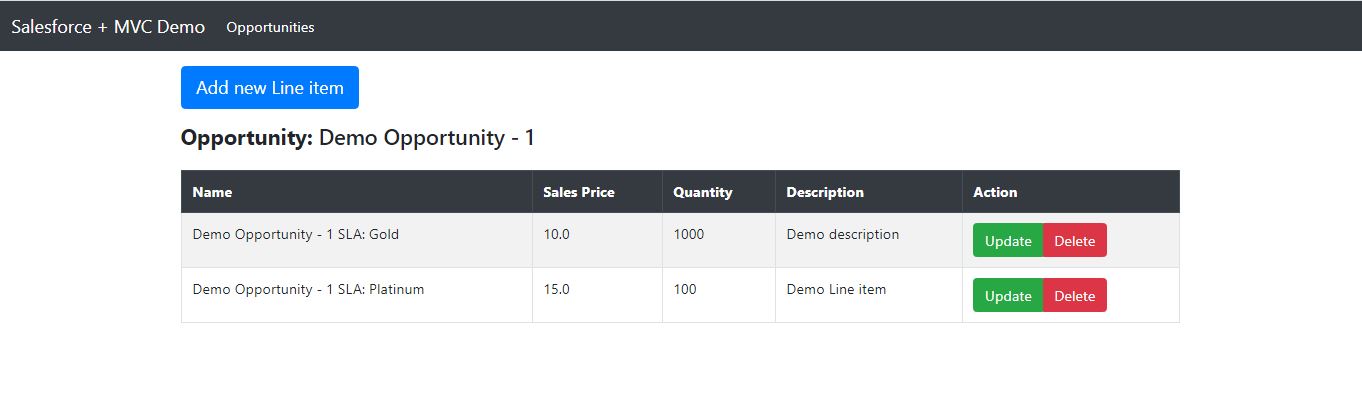 Salesforce + MVC Demo Opportunities
Add new Line item
Opportunity: Demo Opportunity - 1
Name Sales Price Quantity Description Action
Demo Opportunity - 1 SLA: Gold 10.0 1000 Demo description Update Delete
Demo Opportunity - 1 SLA: Platinum 15.0 100 Demo Line item Update Delete